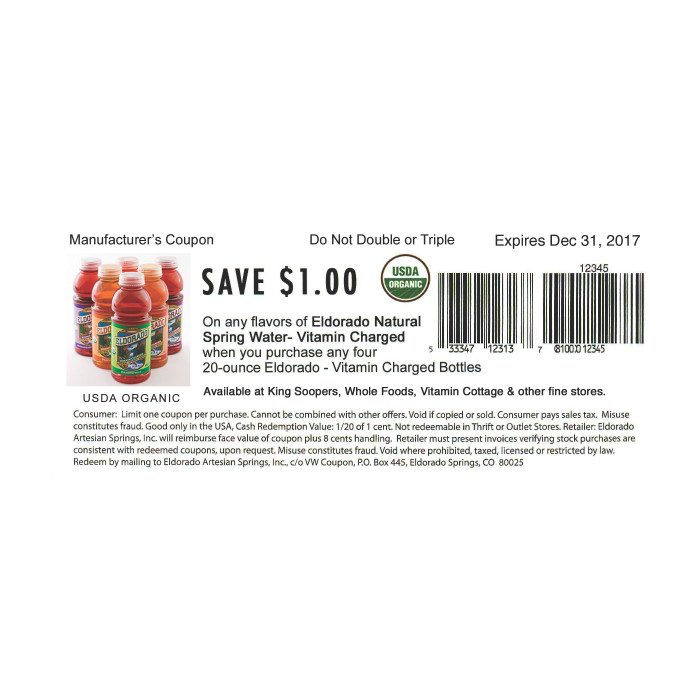 Manufacturer's Coupon
Do Not Double or Triple
Expires Dec 31, 2017
SAVE $1.00
USDA
ORGANIC
12345
On any flavors of Eldorado Natural
Spring Water- Vitamin Charged
when you purchase any four
20-ounce Eldorado - Vitamin Charged Bottles
5 33347 12313 7 81000 12345
ELDORADO
USDA ORGANIC
Available at King Soopers, Whole Foods, Vitamin Cottage & other fine stores.
Consumer: Limit one coupon per purchase. Cannot be combined with other offers. Void if copied or sold. Consumer pays sales tax. Misuse
constitutes fraud. Good only in the USA, Cash Redemption Value: 1/20 of 1 cent. Not redeemable in Thrift or Outlet Stores. Retailer: Eldorado
Artesian Springs, Inc. will reimburse face value of coupon plus 8 cents handling. Retailer must present invoices verifying stock purchases are
consistent with redeemed coupons, upon request. Misuse constitutes fraud. Void where prohibited, taxed, licensed or restricted by law.
Redeem by mailing to Eldorado Artesian Springs, Inc., c/o VW Coupon, P.O. Box 445, Eldorado Springs, CO 80025